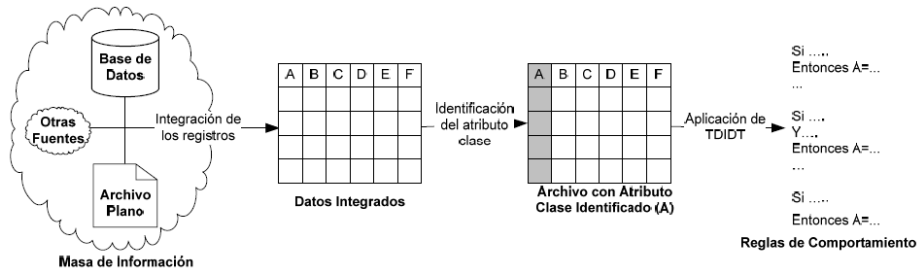 Base de
Datos
Otras
Fuentes
Archivo
Plano
Masa de Información
Integración de
los registros
A B C D E F
Datos Integrados
Identificación
del atributo
clase
A B C D E F
Archivo con Atributo
Clase Identificado (A)
Aplicación de
TDIDT
Si .....
Entonces A=...
...
Si ....
Y....
Entonces A=...
...
Si .....
Entonces A=...
Reglas de Comportamiento